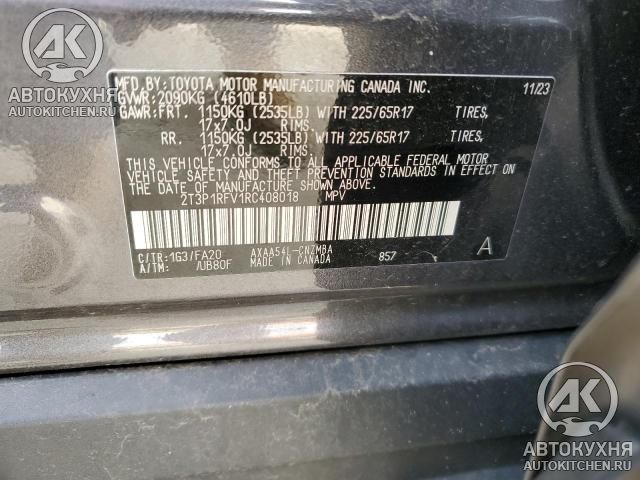 АК
АВТОКУХНЯ
AUTOKITCHEN.RU
MFD.BY:TOYOTA MOTOR MANUFACTURING CANADA INC. 11/23
GVWR:2090KG (4610LB)
GAWR:FRT. 1150KG (2535LB) WITH 225/65R17 TIRES,
17x7.0J RIMS,
RR. 1150KG (2535LB) WITH 225/65R17 TIRES,
17x7.0J RIMS.
THIS VEHICLE CONFORMS TO ALL APPLICABLE FEDERAL MOTOR
VEHICLE SAFETY AND THEFT PREVENTION STANDARDS IN EFFECT ON
THE DATE OF MANUFACTURE SHOWN ABOVE.
2T3P1RFV1RC408018 MPV
C/TR:1G3/FA20 AXAA54L-CNZMBA 857 A
A/TM: /UB80F MADE IN CANADA
АК
АВТОКУХНЯ
AUTOKITCHEN.RU